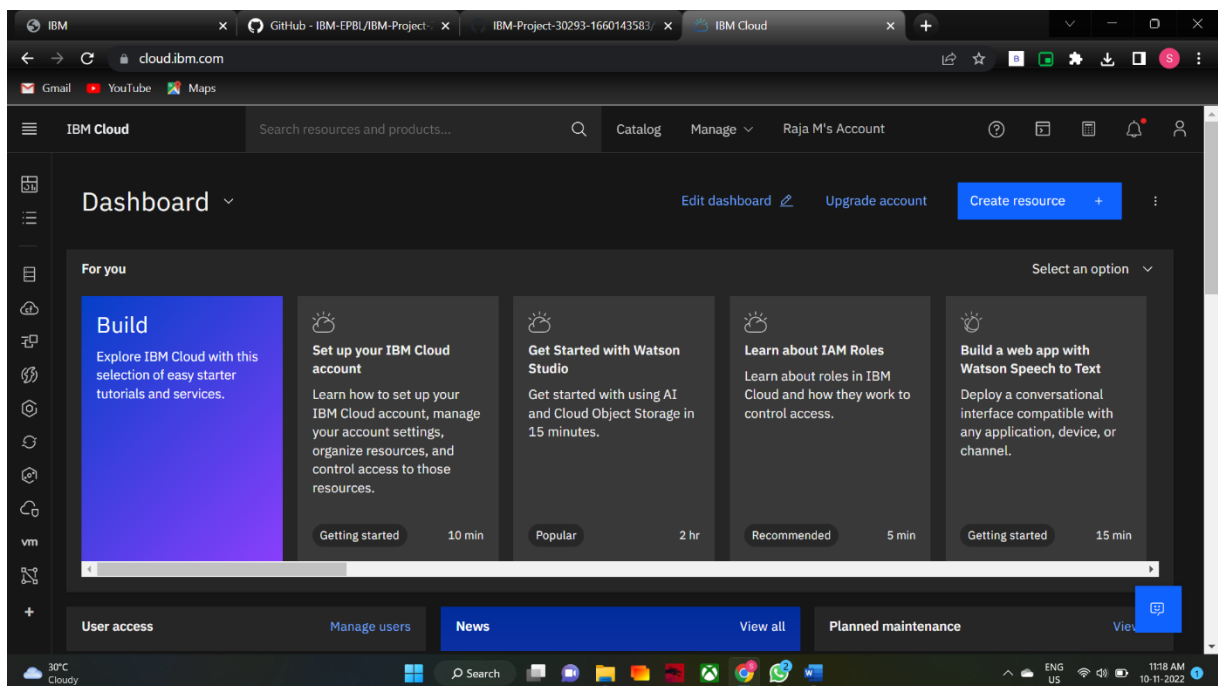 IBM
GitHub - IBM-EPBL/IBM-Project-
IBM-Project-30293-1660143583/
IBM Cloud
cloud.ibm.com
Gmail
YouTube
Maps
IBM Cloud
Search resources and products...
Catalog
Manage
Raja M's Account
Dashboard
Edit dashboard
Upgrade account
Create resource +
For you
Select an option
Build
Explore IBM Cloud with this
selection of easy starter
tutorials and services.
Set up your IBM Cloud
account
Learn how to set up your
IBM Cloud account, manage
your account settings,
organize resources, and
control access to those
resources.
Getting started 10 min
Get Started with Watson
Studio
Get started with using AI
and Cloud Object Storage in
15 minutes.
Popular 2 hr
Learn about IAM Roles
Learn about roles in IBM
Cloud and how they work to
control access.
Recommended 5 min
Build a web app with
Watson Speech to Text
Deploy a conversational
interface compatible with
any application, device, or
channel.
Getting started 15 min
vm
User access
Manage users
News
View all
Planned maintenance
30°C
Cloudy
Search
ENG
US
11:18 AM
10-11-2022
1